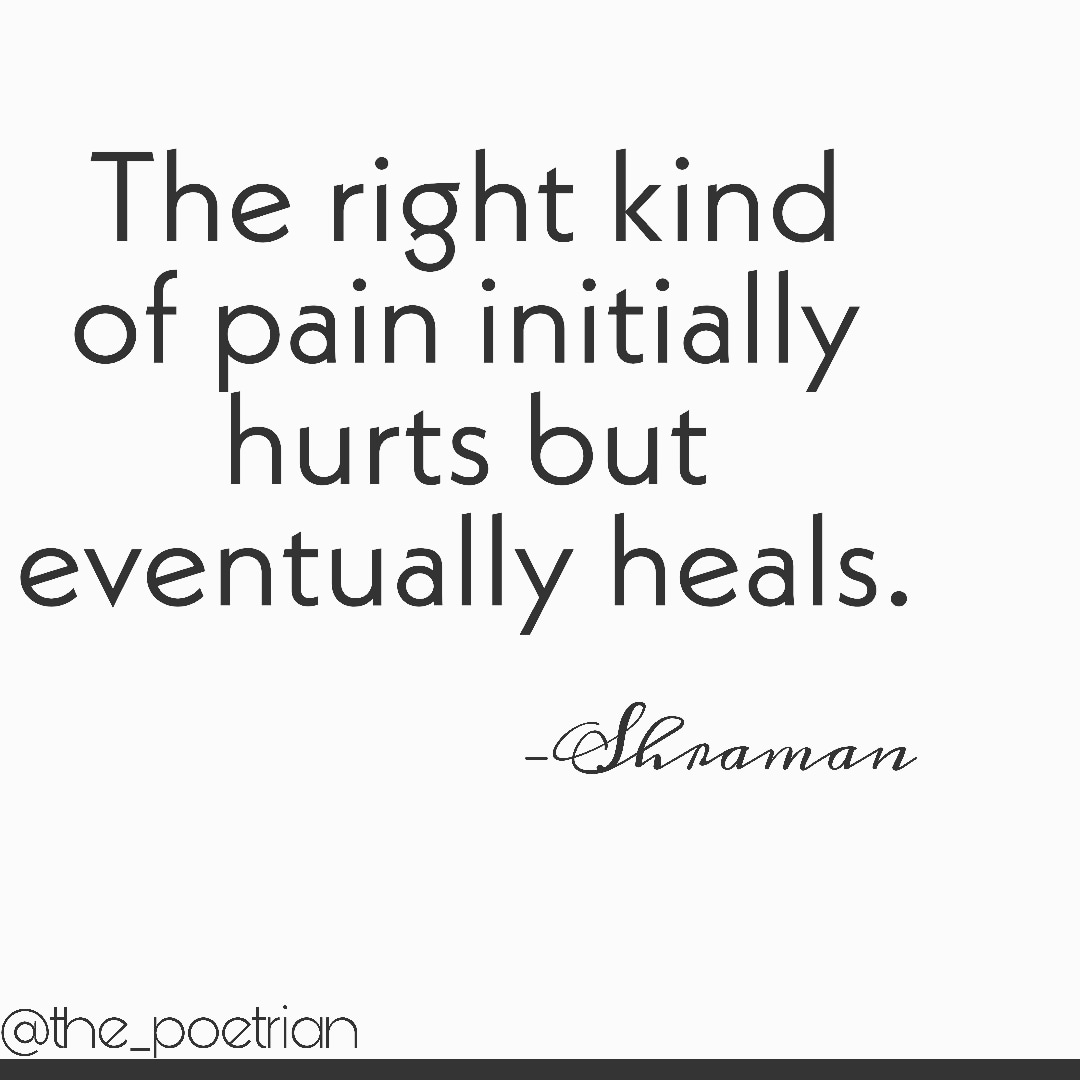 The right kind
of pain initially
hurts but
eventually heals.
-Shraman
@the_poetrian